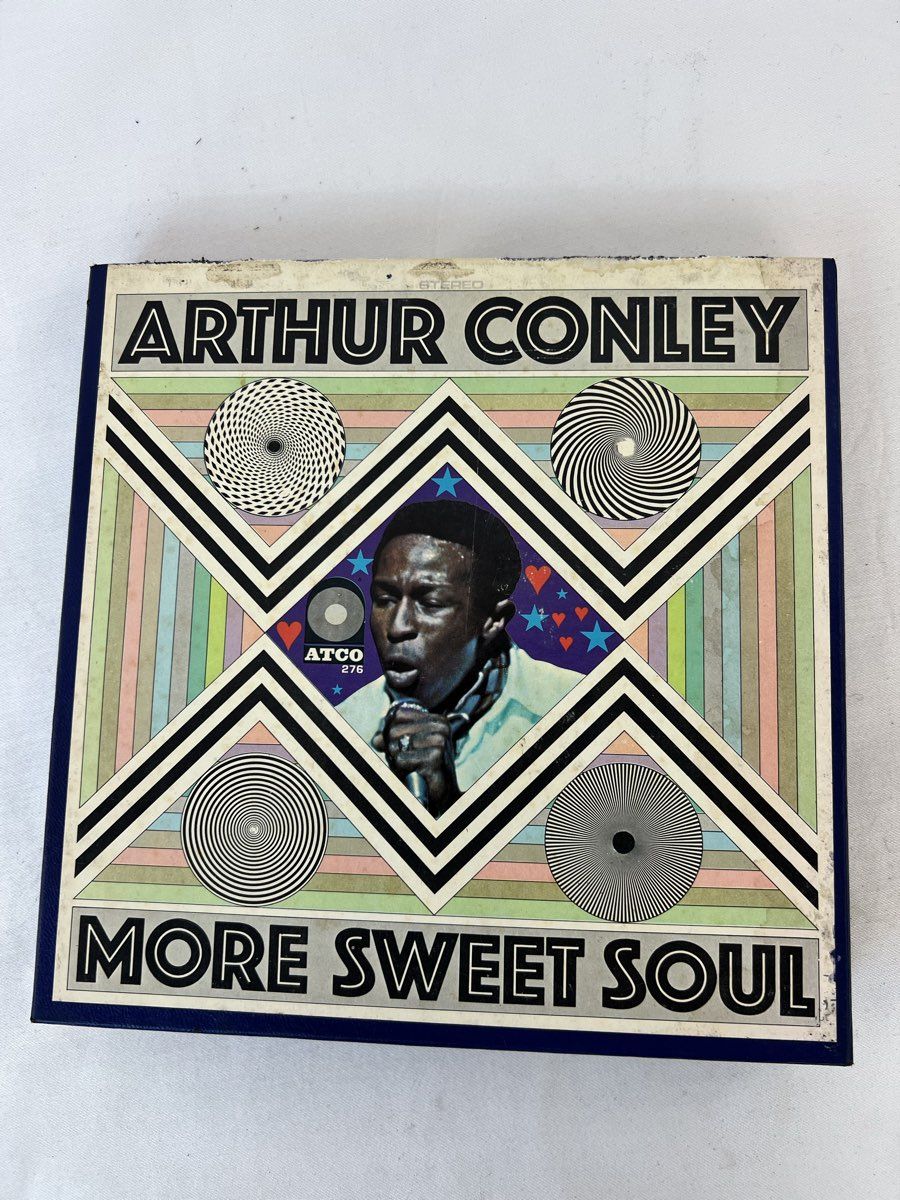 STEREO
ARTHUR CONLEY
ATCO
276
MORE SWEET SOUL